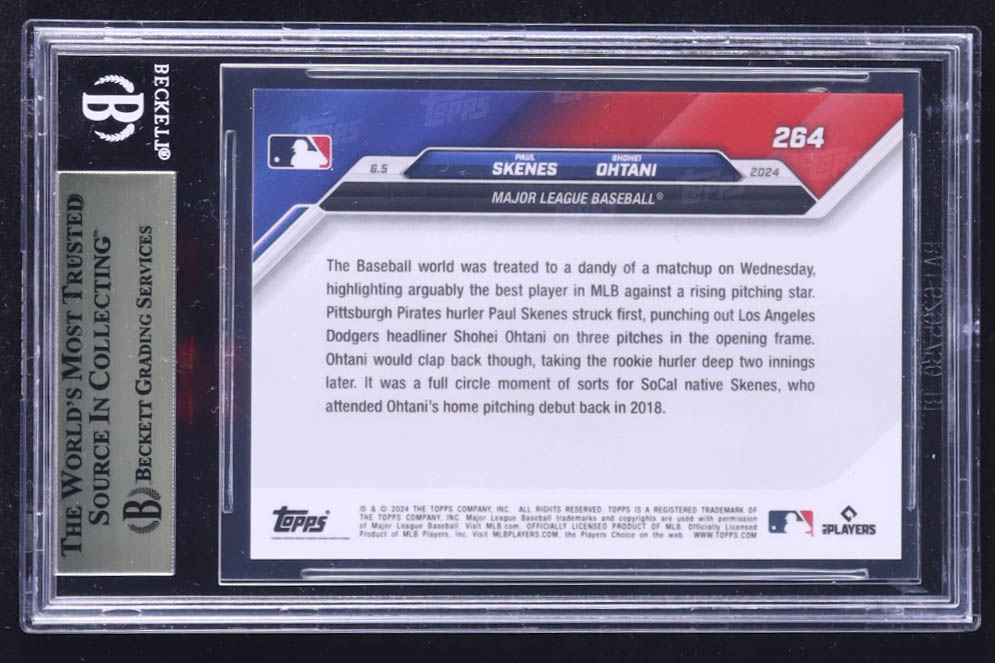 BECKETT®
B
THE WORLD'S MOST TRUSTED
SOURCE IN COLLECTING™
B BECKETT GRADING SERVICES
264
PAUL SHOHEI
6.5 SKENES OHTANI 2024
MAJOR LEAGUE BASEBALL®
The Baseball world was treated to a dandy of a matchup on Wednesday,
highlighting arguably the best player in MLB against a rising pitching star.
Pittsburgh Pirates hurler Paul Skenes struck first, punching out Los Angeles
Dodgers headliner Shohei Ohtani on three pitches in the opening frame.
Ohtani would clap back though, taking the rookie hurler deep two innings
later. It was a full circle moment of sorts for SoCal native Skenes, who
attended Ohtani's home pitching debut back in 2018.
Topps®
® & © 2024 THE TOPPS COMPANY, INC. ALL RIGHTS RESERVED. TOPPS IS A REGISTERED TRADEMARK OF
THE TOPPS COMPANY, INC. Major League Baseball trademarks and copyrights are used with permission
of Major League Baseball. Visit MLB.com. OFFICIALLY LICENSED PRODUCT OF MLB. Officially Licensed
Product of MLB Players, Inc. Visit MLBPLAYERS.com, the Players Choice on the web. WWW.TOPPS.COM
PLAYERS